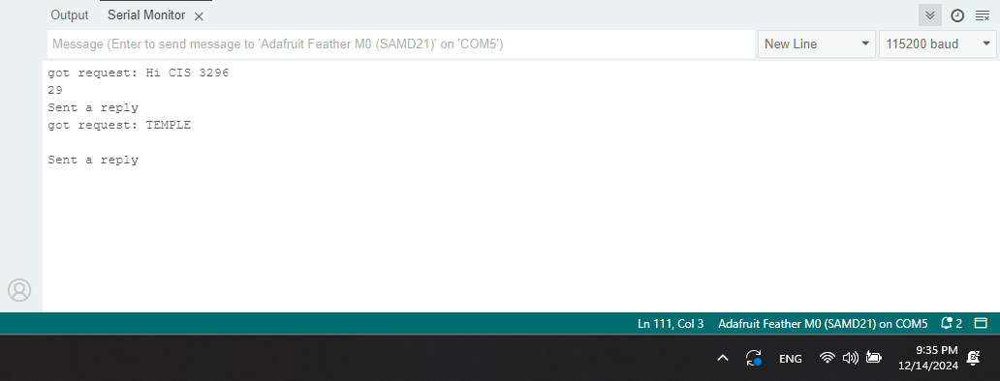 Output Serial Monitor
Message (Enter to send message to 'Adafruit Feather M0 (SAMD21)' on 'COM5') New Line 115200 baud
got request: Hi CIS 3296
29
Sent a reply
got request: TEMPLE
Sent a reply
Ln 111, Col 3 Adafruit Feather M0 (SAMD21) on COM5 2
ENG
9:35 PM
12/14/2024